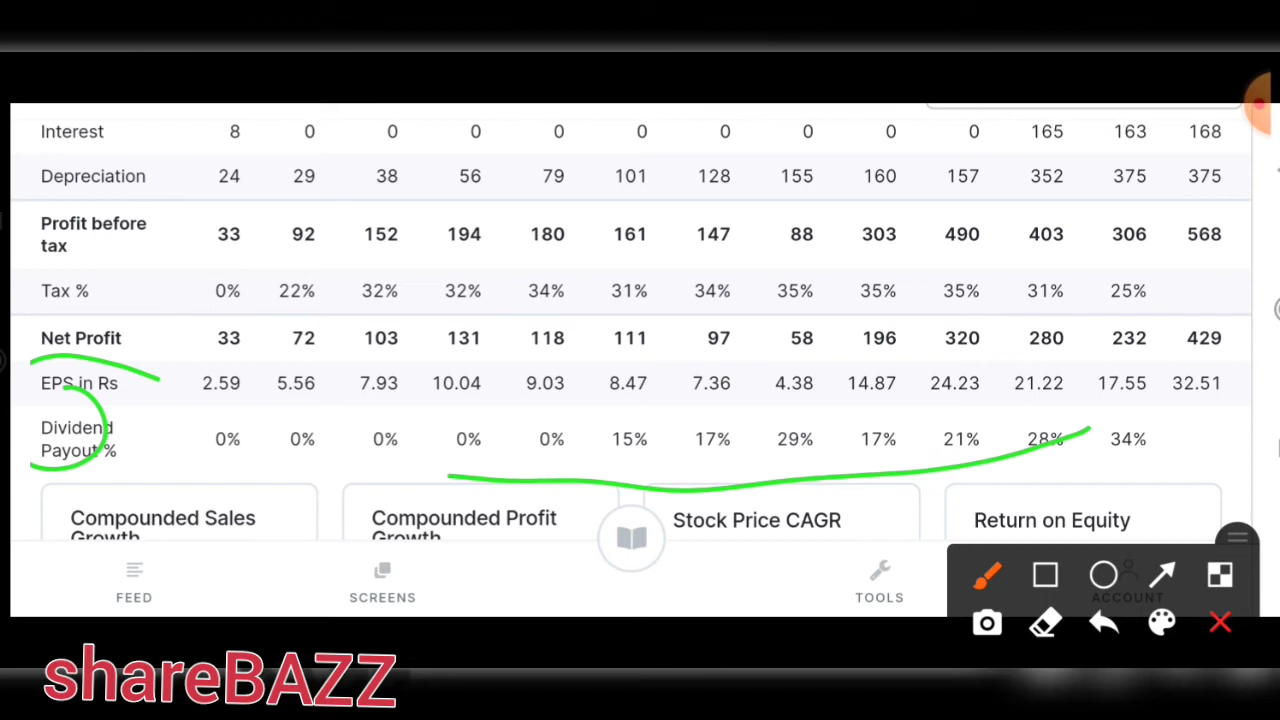 Interest 8 0 0 0 0 0 0 0 0 0 165 163 168
Depreciation 24 29 38 56 79 101 128 155 160 157 352 375 375
Profit before
tax 33 92 152 194 180 161 147 88 303 490 403 306 568
Tax % 0% 22% 32% 32% 34% 31% 34% 35% 35% 35% 31% 25%
Net Profit 33 72 103 131 118 111 97 58 196 320 280 232 429
EPS in Rs 2.59 5.56 7.93 10.04 9.03 8.47 7.36 4.38 14.87 24.23 21.22 17.55 32.51
Dividend
Payout % 0% 0% 0% 0% 0% 15% 17% 29% 17% 21% 28% 34%
Compounded Sales
Growth
Compounded Profit
Growth
Stock Price CAGR
Return on Equity
FEED
SCREENS
TOOLS
ACCOUNT
shareBAZZ